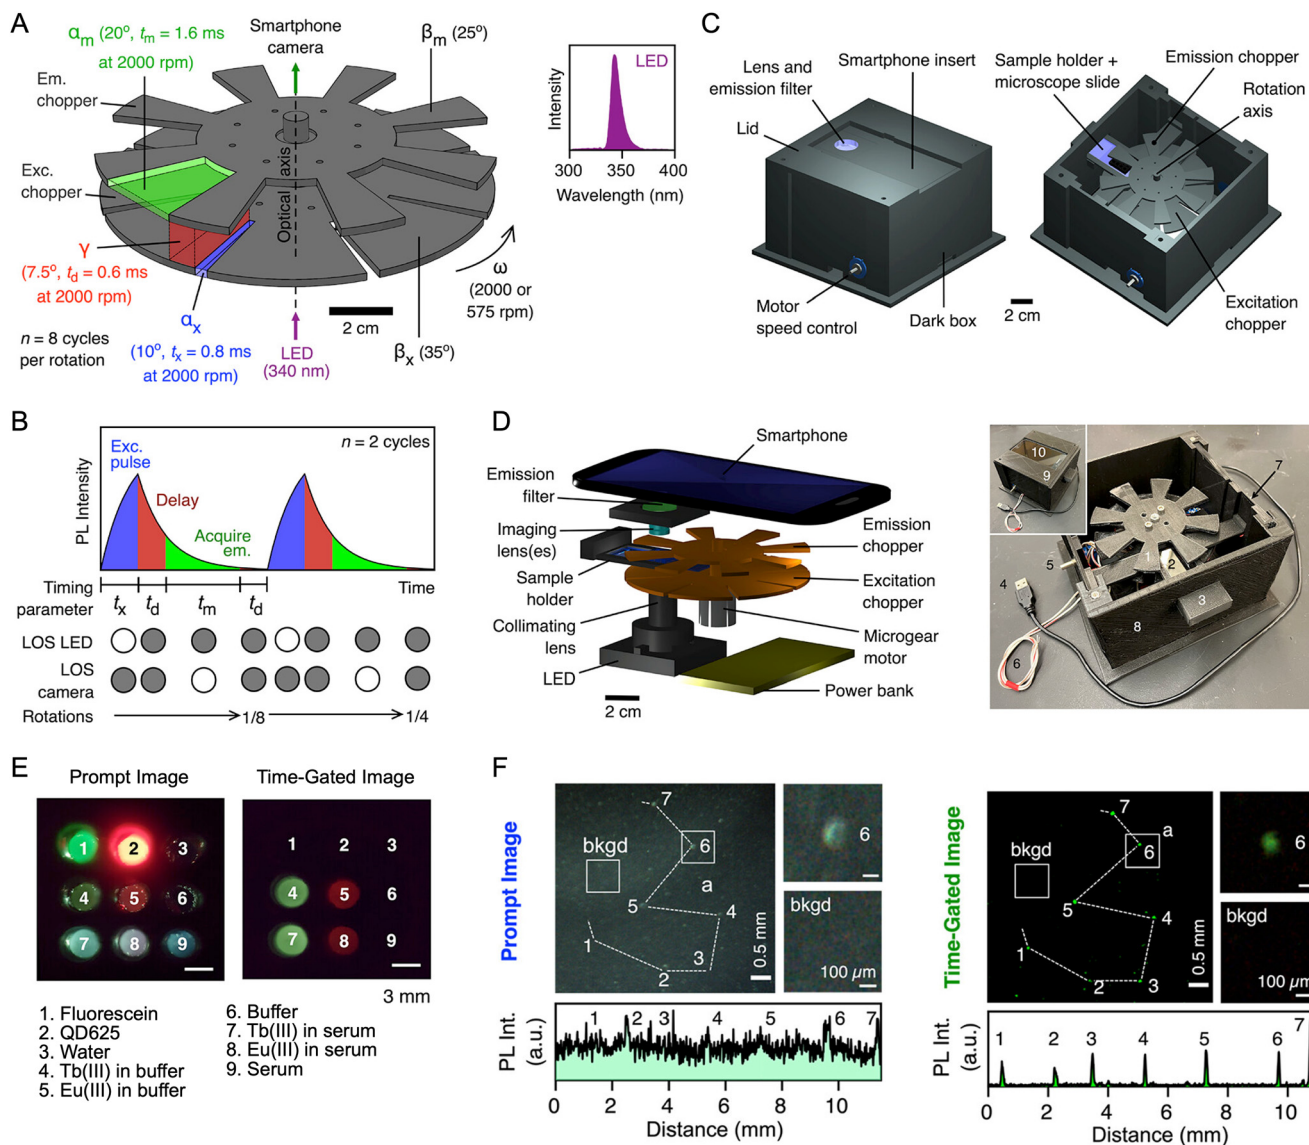 A
αm (20°, tm = 1.6 ms
at 2000 rpm)
Smartphone
camera
βm (25°)
Em.
chopper
Exc.
chopper
Optical axis
γ
(7.5°, td = 0.6 ms
at 2000 rpm)
αx
(10°, tx = 0.8 ms
at 2000 rpm)
n = 8 cycles
per rotation
LED
(340 nm)
2 cm
βx (35°)
ω
(2000 or
575 rpm)
LED
Intensity
300 350 400
Wavelength (nm)
C
Lens and
emission filter
Smartphone insert
Lid
Motor
speed control
Dark box
Sample holder +
microscope slide
Emission chopper
Rotation
axis
Excitation
chopper
2 cm
B
n = 2 cycles
Exc.
pulse
Delay
Acquire
em.
PL Intensity
Time
Timing
parameter
tx td tm td
LOS LED
LOS
camera
Rotations
1/8
1/4
D
Smartphone
Emission
filter
Imaging
lens(es)
Sample
holder
Collimating
lens
LED
Emission
chopper
Excitation
chopper
Microgear
motor
Power bank
2 cm
10
9
7
1
2
5
4
3
8
6
E
Prompt Image
Time-Gated Image
1 2 3
4 5 6
7 8 9
1 2 3
4 5 6
7 8 9
3 mm
1. Fluorescein
2. QD625
3. Water
4. Tb(III) in buffer
5. Eu(III) in buffer
6. Buffer
7. Tb(III) in serum
8. Eu(III) in serum
9. Serum
F
Prompt Image
7
bkgd
6
a
5
4
1
3
2
0.5 mm
6
bkgd
100 µm
PL Int.
(a.u.)
1 2 3 4 5 6 7
0 2 4 6 8 10
Distance (mm)
Time-Gated Image
7
a
bkgd
6
5
4
1
2
3
0.5 mm
6
bkgd
100 µm
PL Int.
(a.u.)
1 2 3 4 5 6 7
0 2 4 6 8 10
Distance (mm)